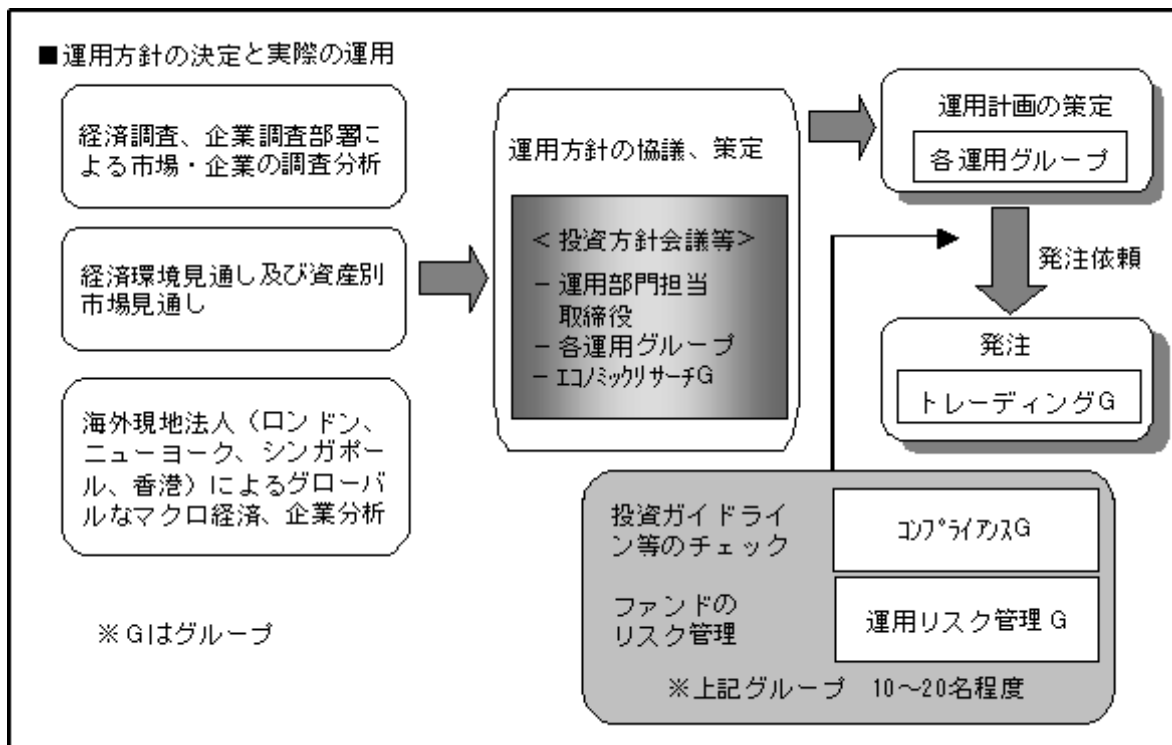 ■運用方針の決定と実際の運用
経済調査、企業調査部署に
よる市場・企業の調査分析
経済環境見通し及び資産別
市場見通し
海外現地法人（ロンドン、
ニューヨーク、シンガポー
ル、香港）によるグローバ
ルなマクロ経済、企業分析
※Gはグループ
運用方針の協議、策定
＜投資方針会議等＞
－運用部門担当
取締役
－各運用グループ
－ｴｺﾉﾐｯｸﾘｻｰﾁG
運用計画の策定
各運用グループ
発注依頼
発注
トレーディングG
投資ガイドライ
ン等のチェック
ｺﾝﾌﾟﾗｲｱﾝｽG
ファンドの
リスク管理
運用リスク管理G
※上記グループ　10～20名程度